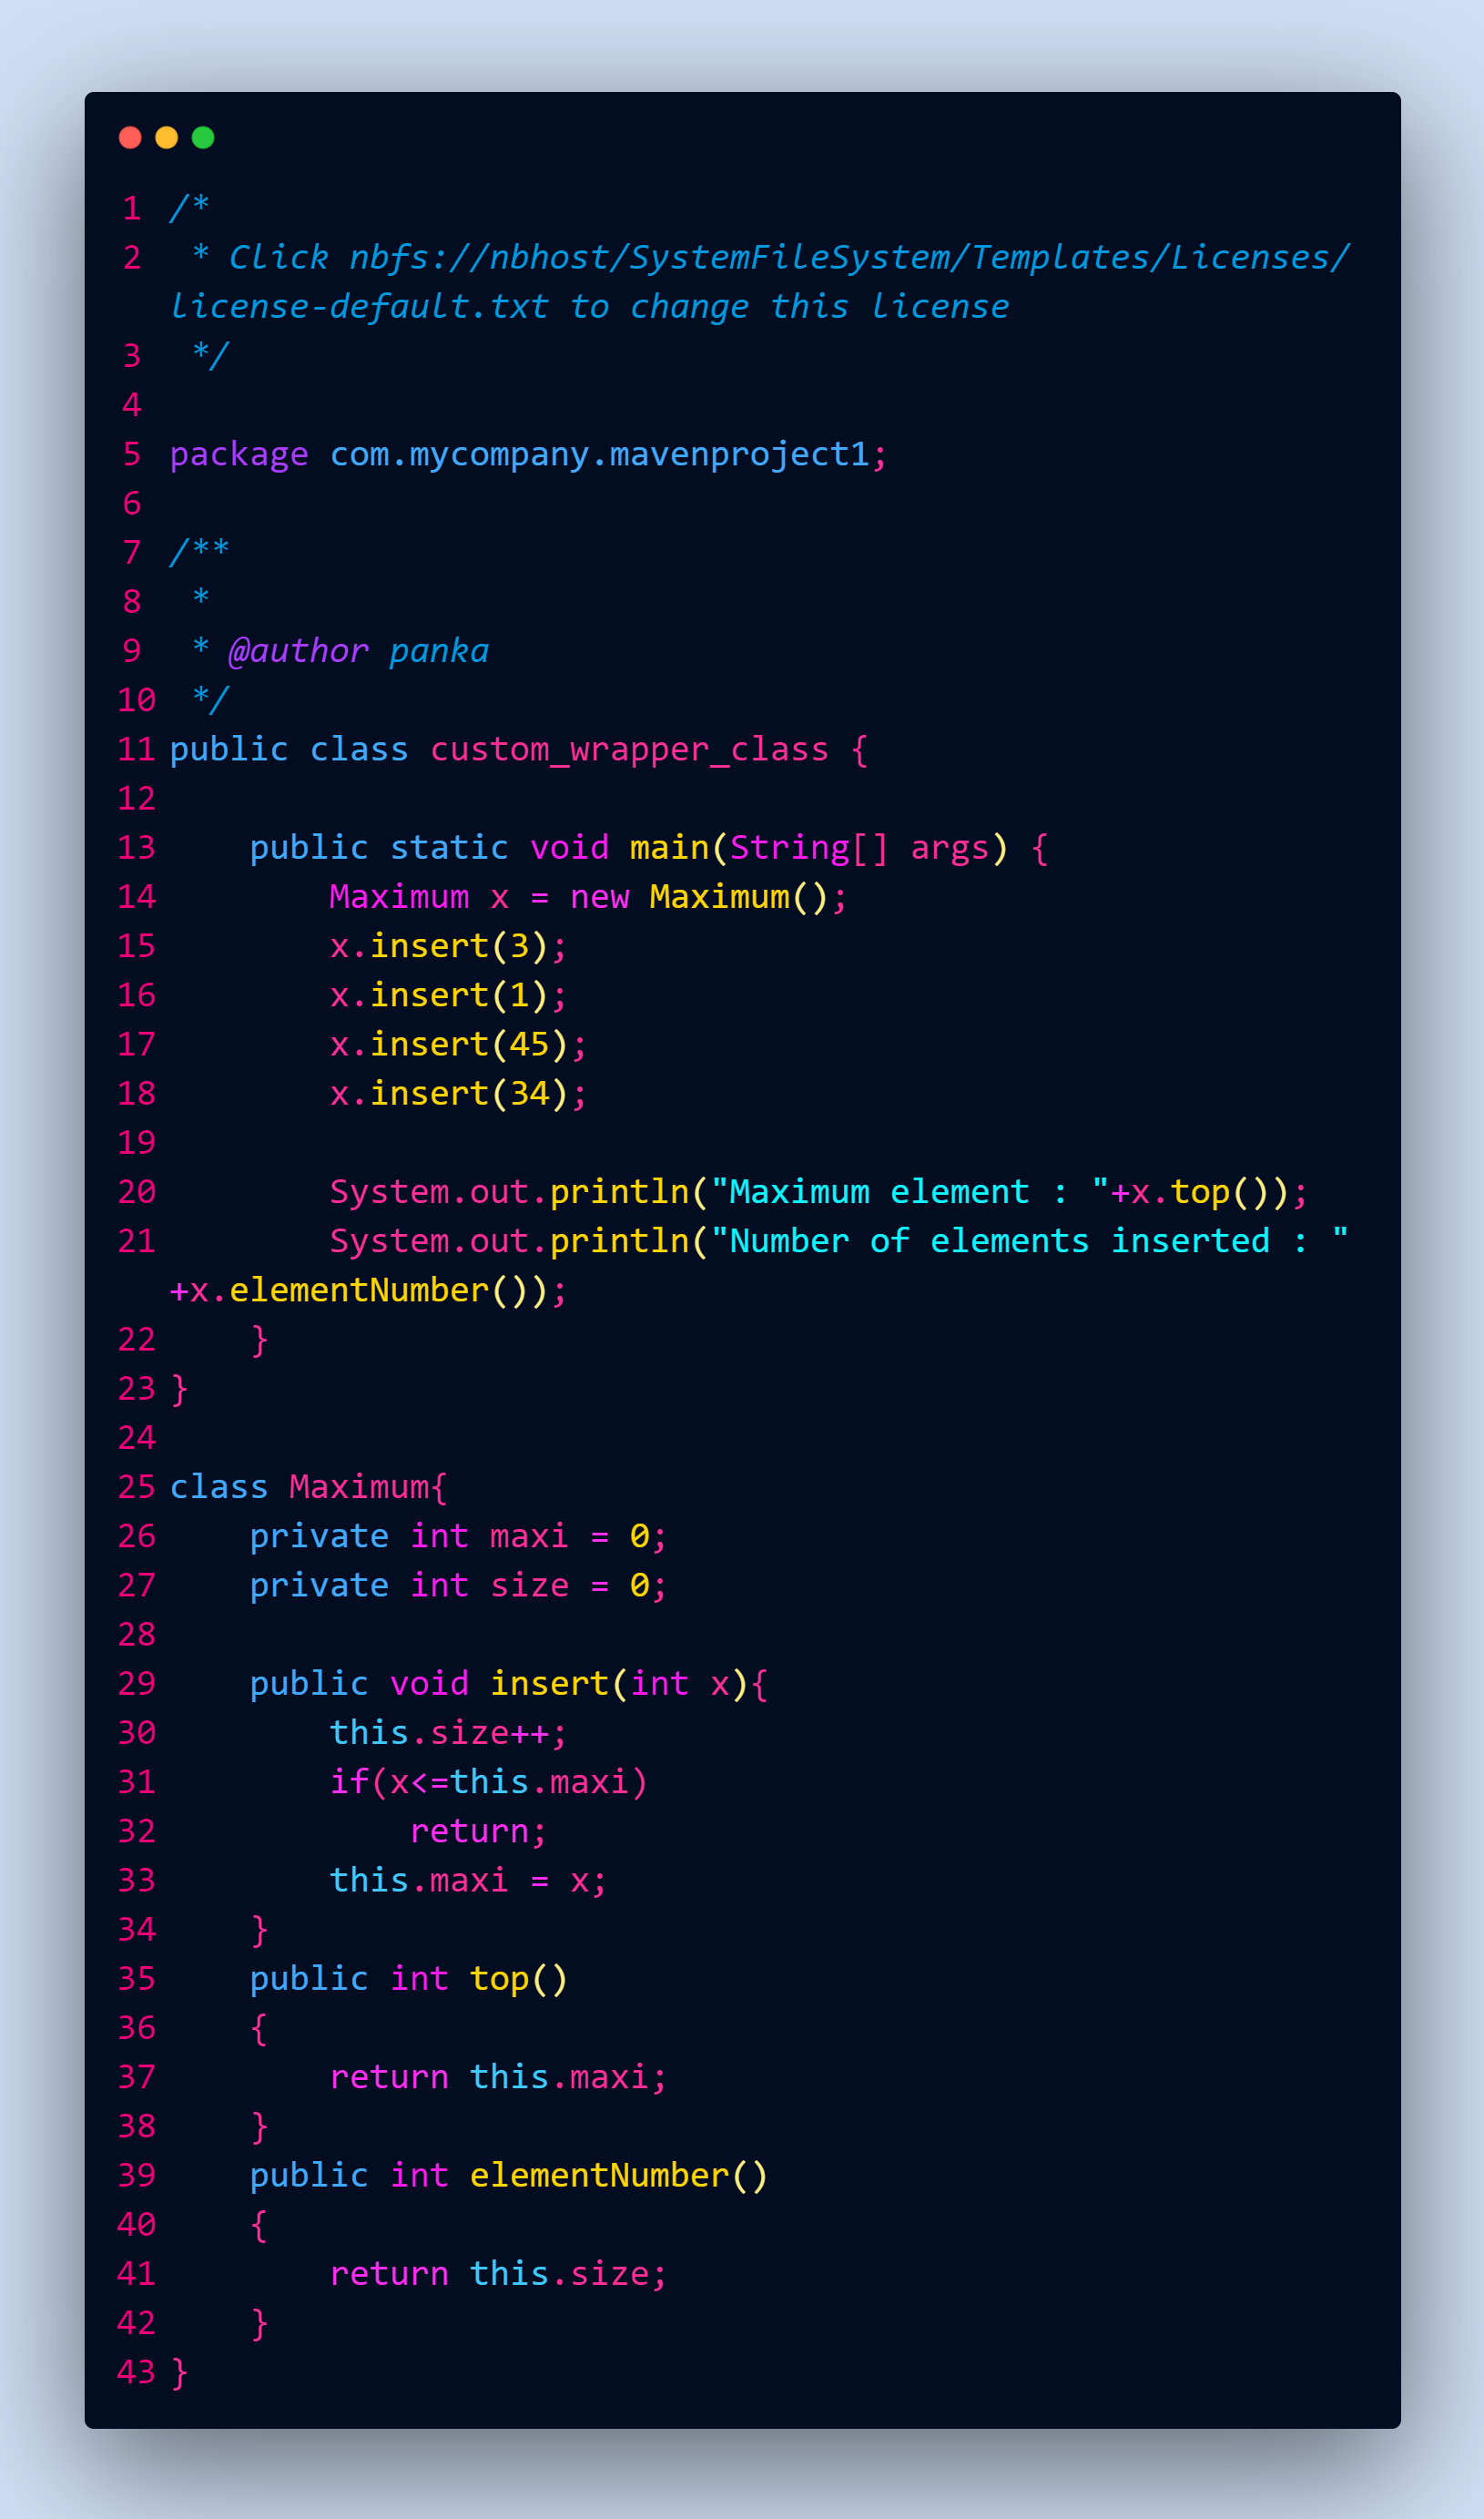 1 /*
2  * Click nbfs://nbhost/SystemFileSystem/Templates/Licenses/
license-default.txt to change this license
3  */
4
5 package com.mycompany.mavenproject1;
6
7 /**
8  *
9  * @author panka
10  */
11 public class custom_wrapper_class {
12
13     public static void main(String[] args) {
14         Maximum x = new Maximum();
15         x.insert(3);
16         x.insert(1);
17         x.insert(45);
18         x.insert(34);
19
20         System.out.println("Maximum element : "+x.top());
21         System.out.println("Number of elements inserted : "
+x.elementNumber());
22     }
23 }
24
25 class Maximum{
26     private int maxi = 0;
27     private int size = 0;
28
29     public void insert(int x){
30         this.size++;
31         if(x<=this.maxi)
32             return;
33         this.maxi = x;
34     }
35     public int top()
36     {
37         return this.maxi;
38     }
39     public int elementNumber()
40     {
41         return this.size;
42     }
43 }